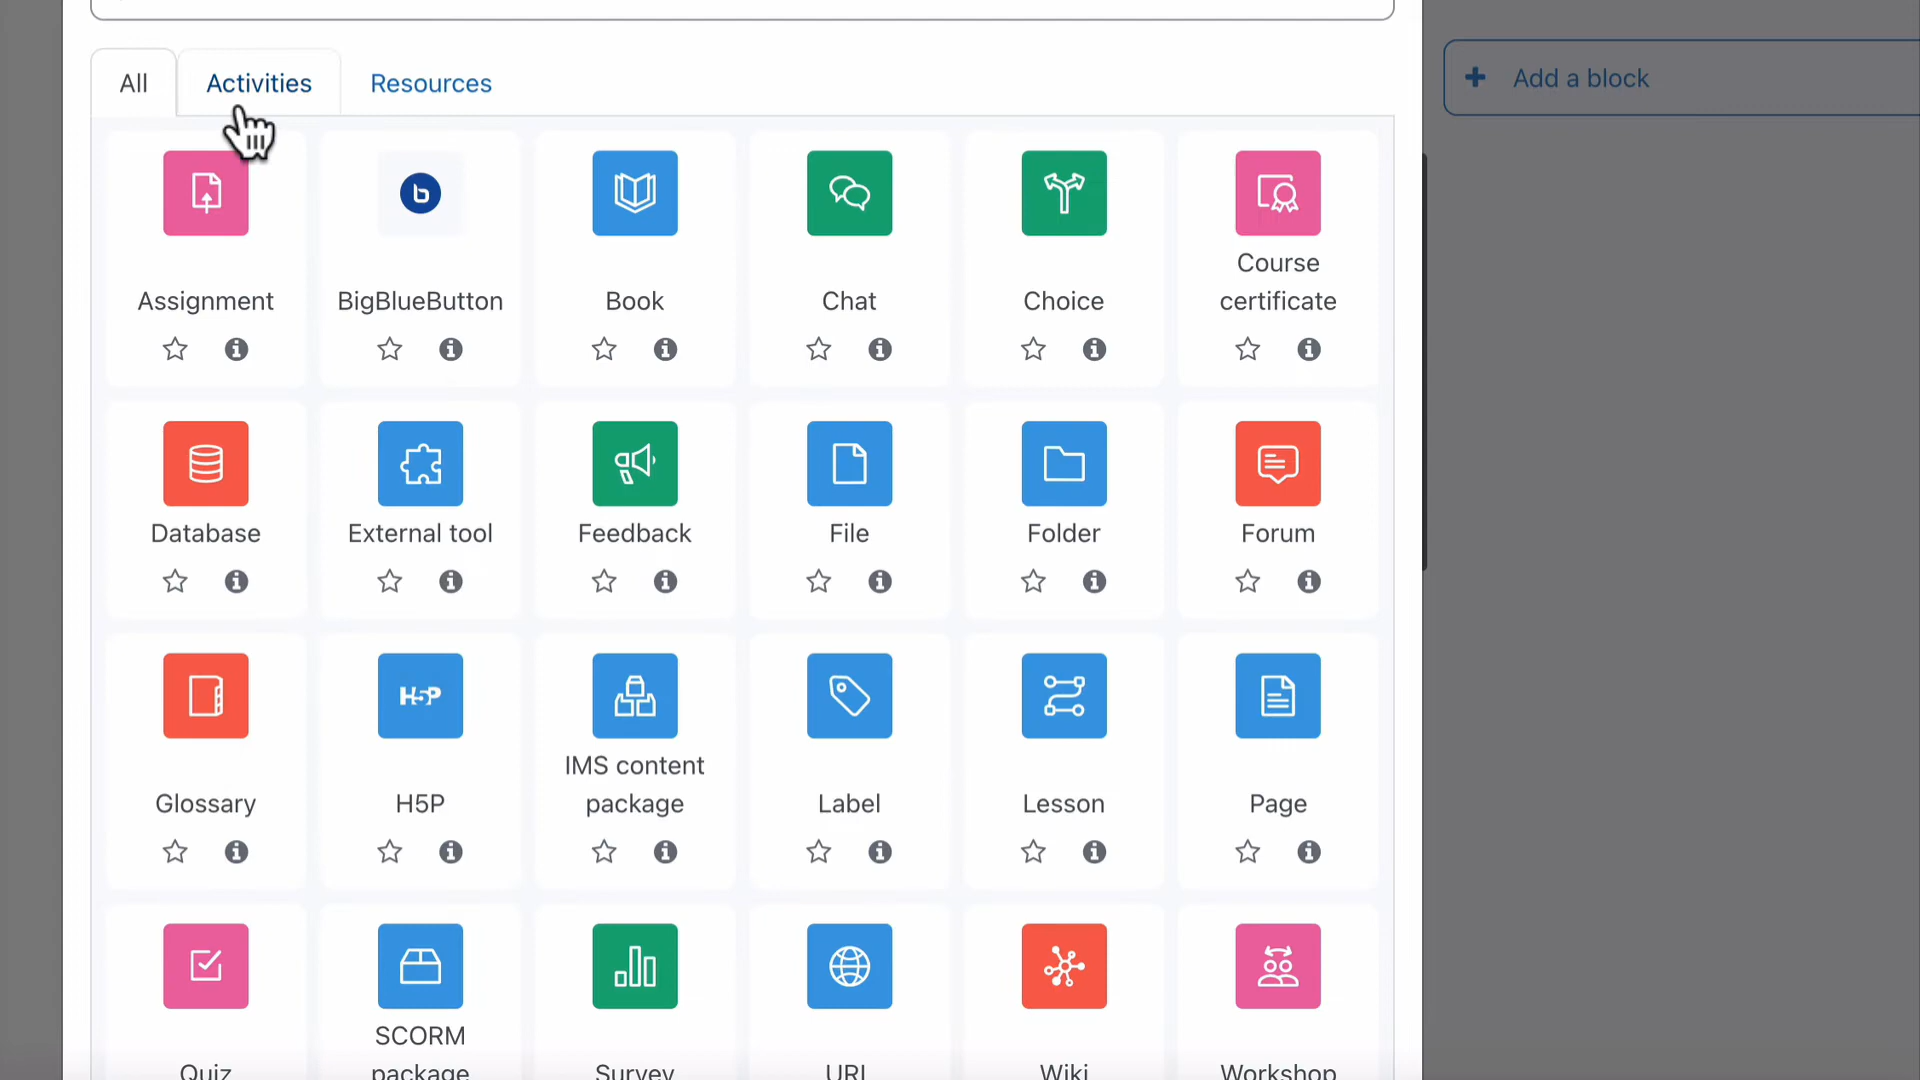 All Activities Resources
+ Add a block
Assignment BigBlueButton Book Chat Choice Course certificate
Database External tool Feedback File Folder Forum
H5P
Glossary H5P IMS content package Label Lesson Page
Quiz SCORM package Survey URL Wiki Workshop